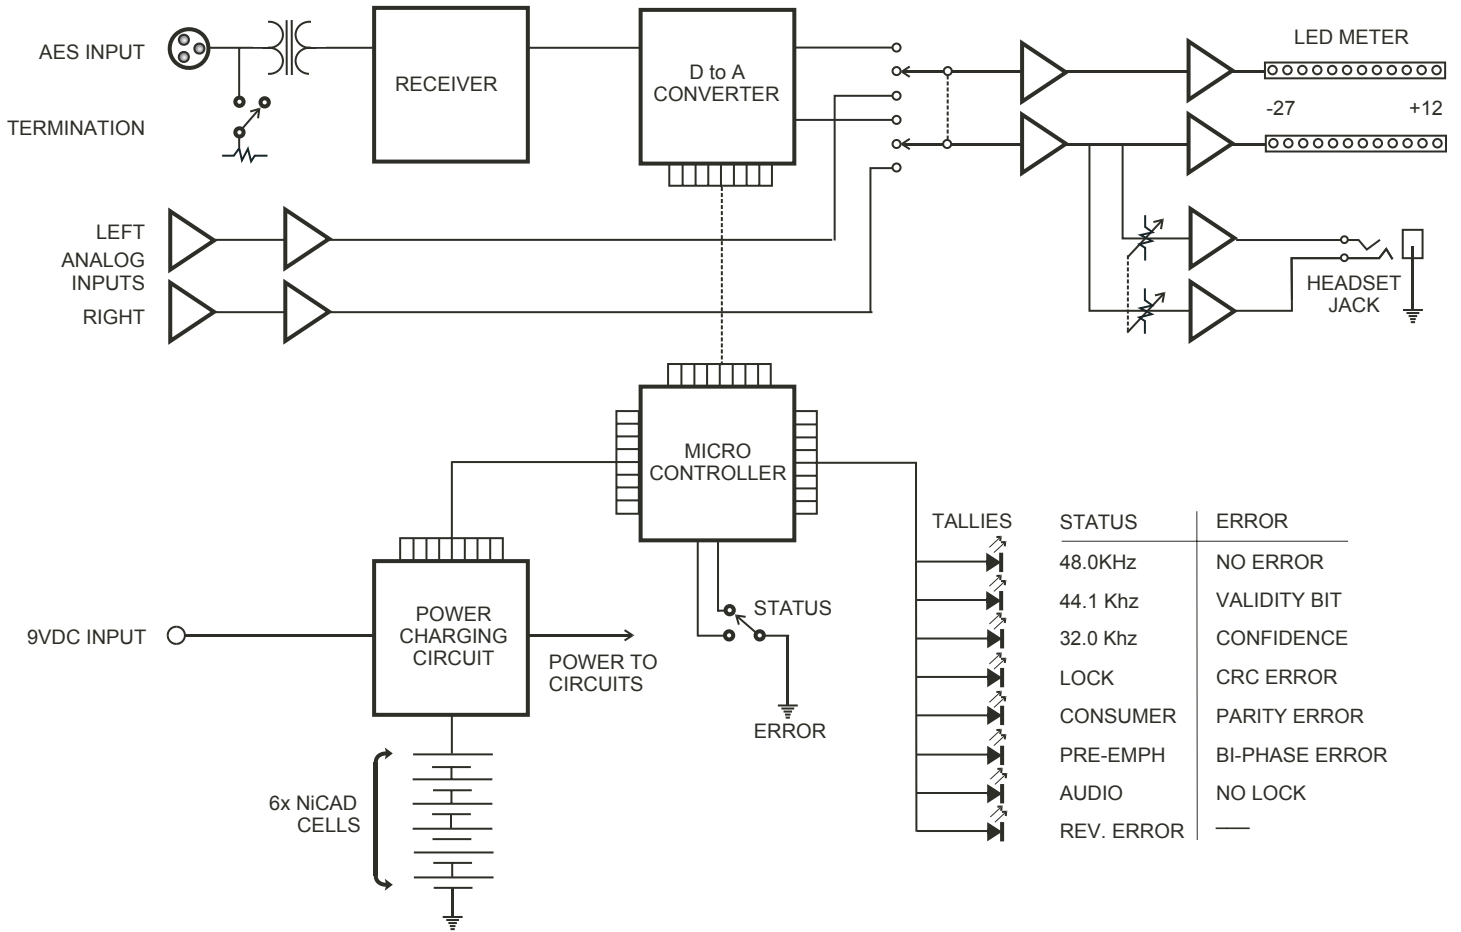 AES INPUT
TERMINATION
RECEIVER
D to A
CONVERTER
LED METER
-27 +12
LEFT
ANALOG
INPUTS
RIGHT
HEADSET
JACK
MICRO
CONTROLLER
9VDC INPUT
POWER
CHARGING
CIRCUIT
POWER TO
CIRCUITS
STATUS
ERROR
6x NiCAD
CELLS
TALLIES STATUS ERROR
48.0KHz NO ERROR
44.1 Khz VALIDITY BIT
32.0 Khz CONFIDENCE
LOCK CRC ERROR
CONSUMER PARITY ERROR
PRE-EMPH BI-PHASE ERROR
AUDIO NO LOCK
REV. ERROR —